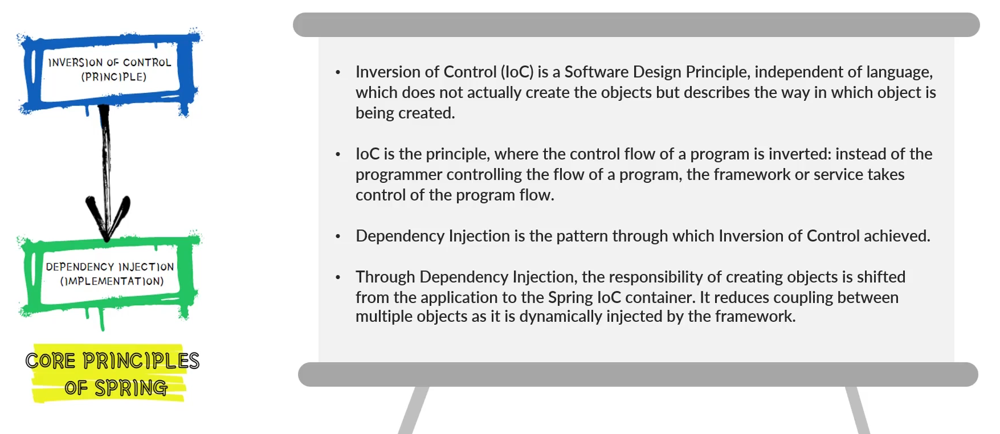 INVERSION OF CONTROL
(PRINCIPLE)
DEPENDENCY INJECTION
(IMPLEMENTATION)
CORE PRINCIPLES
OF SPRING
• Inversion of Control (IoC) is a Software Design Principle, independent of language,
which does not actually create the objects but describes the way in which object is
being created.
• IoC is the principle, where the control flow of a program is inverted: instead of the
programmer controlling the flow of a program, the framework or service takes
control of the program flow.
• Dependency Injection is the pattern through which Inversion of Control achieved.
• Through Dependency Injection, the responsibility of creating objects is shifted
from the application to the Spring IoC container. It reduces coupling between
multiple objects as it is dynamically injected by the framework.